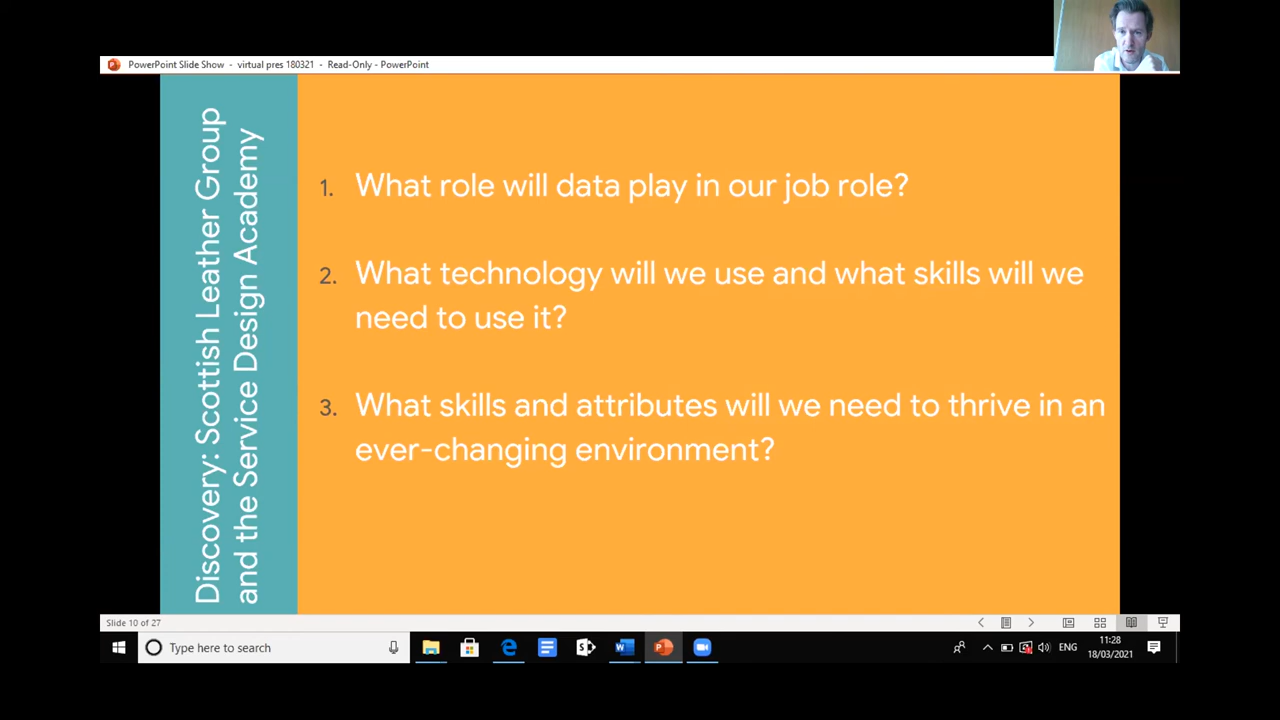 PowerPoint Slide Show - virtual pres 180321 - Read-Only - PowerPoint
Discovery: Scottish Leather Group
and the Service Design Academy
1. What role will data play in our job role?
2. What technology will we use and what skills will we
need to use it?
3. What skills and attributes will we need to thrive in an
ever-changing environment?
Slide 10 of 27
Type here to search
ENG
11:28
18/03/2021